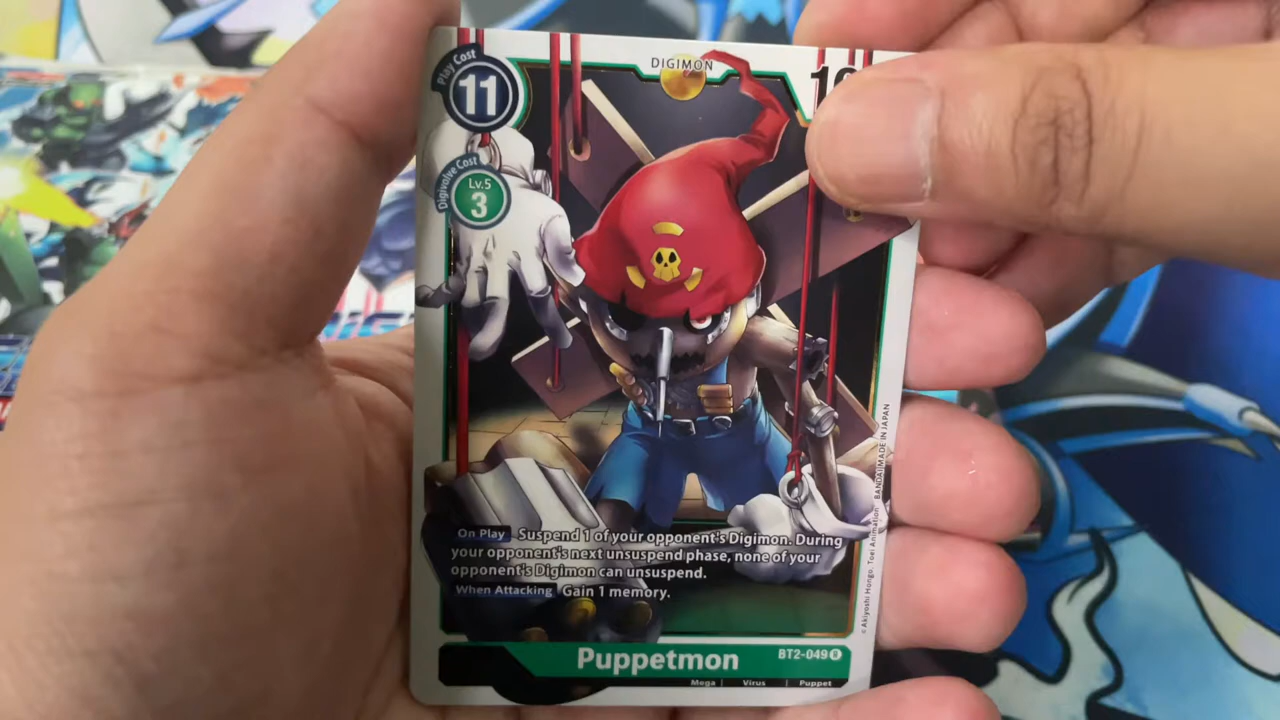 DIGIMON
Play Cost
11
Digivolve Cost
Lv.5
3
On Play Suspend 1 of your opponent's Digimon. During
your opponent's next unsuspend phase, none of your
opponent's Digimon can unsuspend.
When Attacking Gain 1 memory.
Puppetmon
BT2-049 R
Mega | Virus | Puppet
©Akiyoshi Hongo, Toei Animation BANDAI MADE IN JAPAN